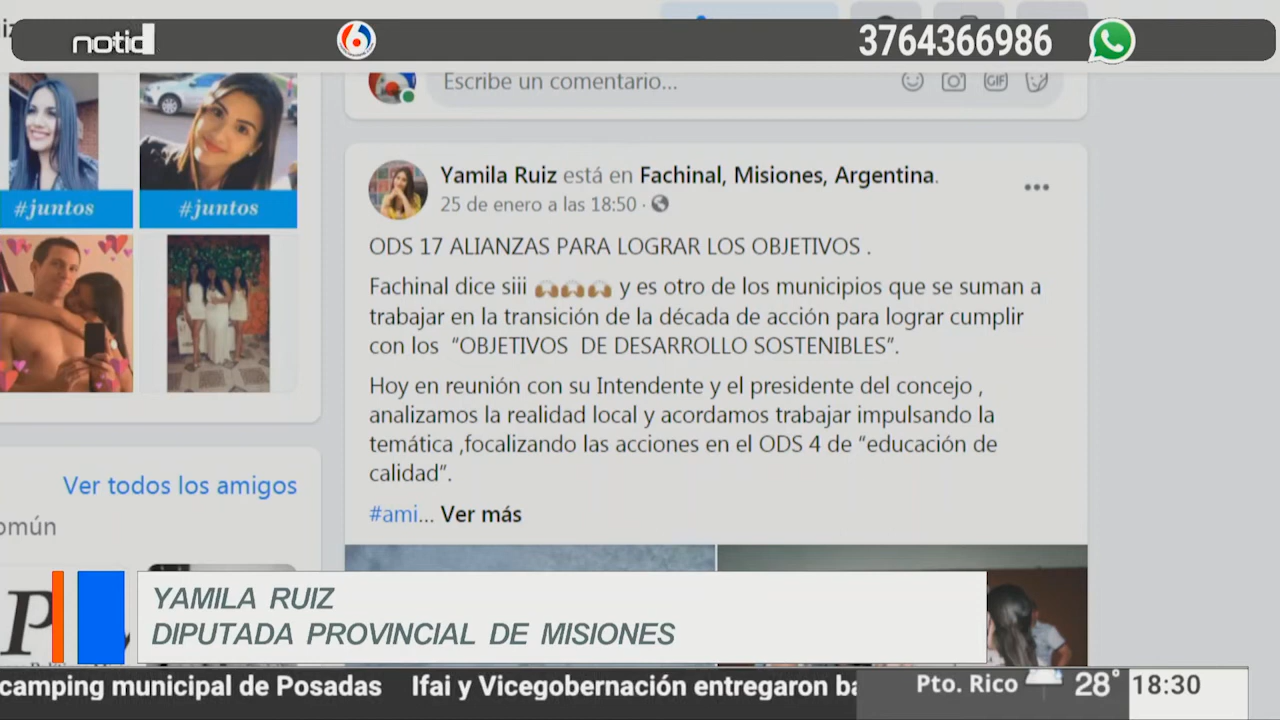 notic
3764366986
Escribe un comentario...
GIF
#juntos
#juntos
Yamila Ruiz está en Fachinal, Misiones, Argentina.
25 de enero a las 18:50 ·
ODS 17 ALIANZAS PARA LOGRAR LOS OBJETIVOS .
Fachinal dice siii y es otro de los municipios que se suman a
trabajar en la transición de la década de acción para lograr cumplir
con los "OBJETIVOS DE DESARROLLO SOSTENIBLES".
Hoy en reunión con su Intendente y el presidente del concejo ,
analizamos la realidad local y acordamos trabajar impulsando la
temática ,focalizando las acciones en el ODS 4 de "educación de
calidad".
#ami... Ver más
Ver todos los amigos
omún
P
YAMILA RUIZ
DIPUTADA PROVINCIAL DE MISIONES
camping municipal de Posadas Ifai y Vicegobernación entregaron ba
Pto. Rico 28° 18:30